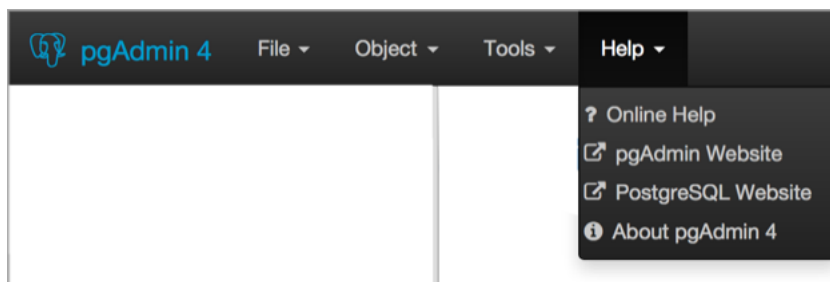 pgAdmin 4 File Object Tools Help
Online Help
pgAdmin Website
PostgreSQL Website
About pgAdmin 4